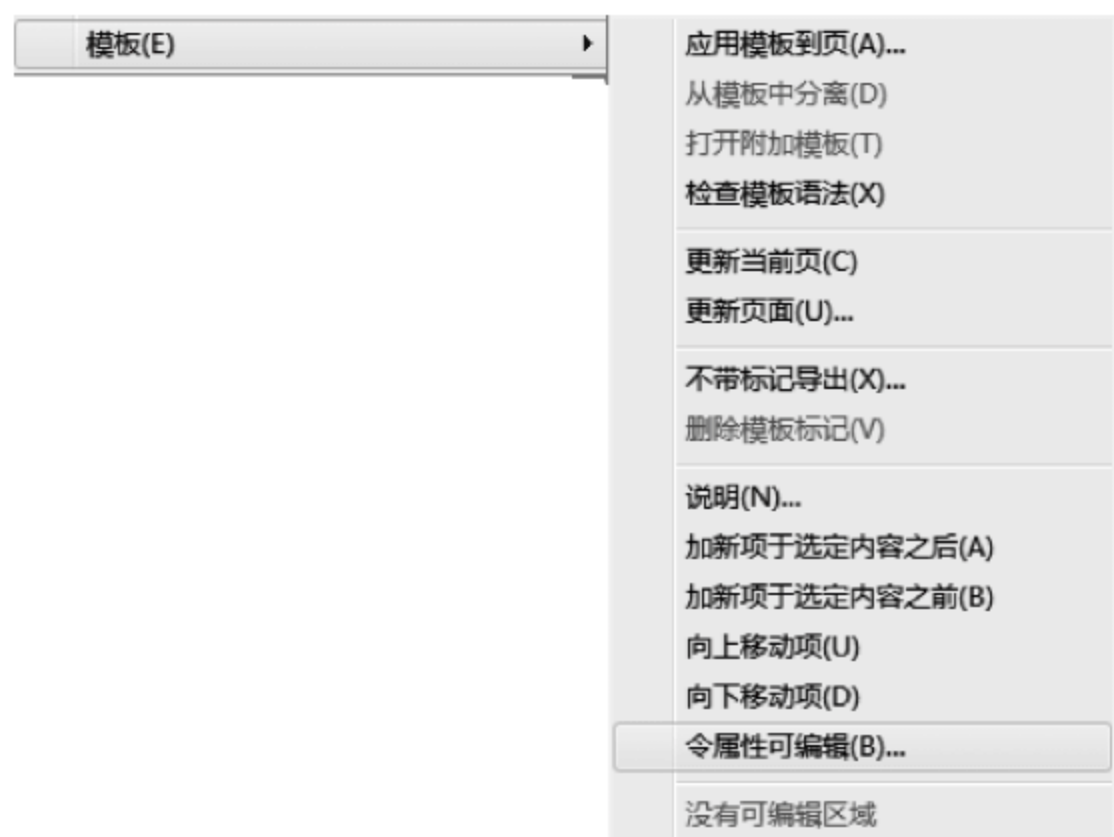 模板(E)
应用模板到页(A)...
从模板中分离(D)
打开附加模板(T)
检查模板语法(X)
更新当前页(C)
更新页面(U)...
不带标记导出(X)...
删除模板标记(V)
说明(N)...
加新项于选定内容之后(A)
加新项于选定内容之前(B)
向上移动项(U)
向下移动项(D)
令属性可编辑(B)...
没有可编辑区域